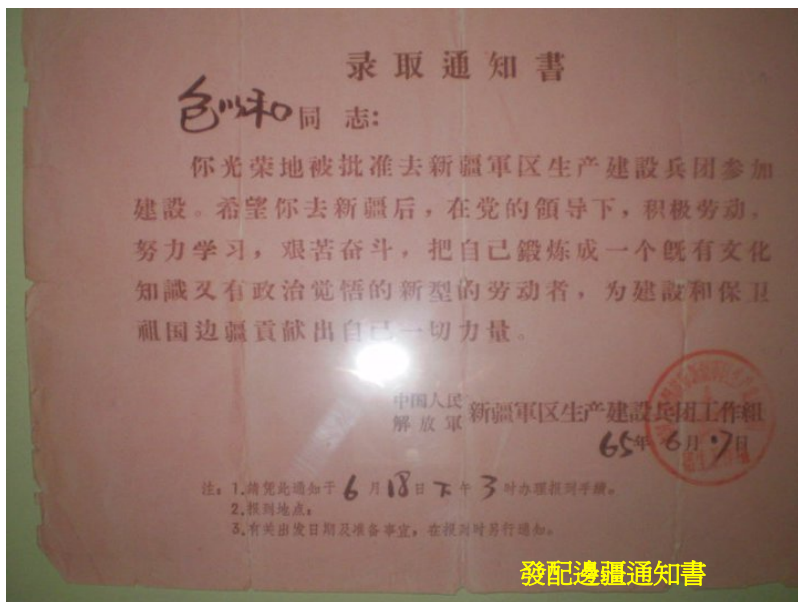 录取通知書
包以和同志：
你光荣地被批准去新疆軍区生产建設兵团参加
建設。希望你去新疆后，在党的領导下，积极劳动，
努力学习，艰苦奋斗，把自己鍛炼成一个旣有文化
知識又有政治觉悟的新型的劳动者，为建設和保卫
祖国边疆貢献出自己一切力量。
中国人民
解放軍 新疆軍区生产建設兵团工作組
65年6月17日
注：1.請凭此通知于6月18日下午3时办理报到手續。
2.报到地点：
3.有关出发日期及准备事宜，在报到时另行通知。
發配邊疆通知書